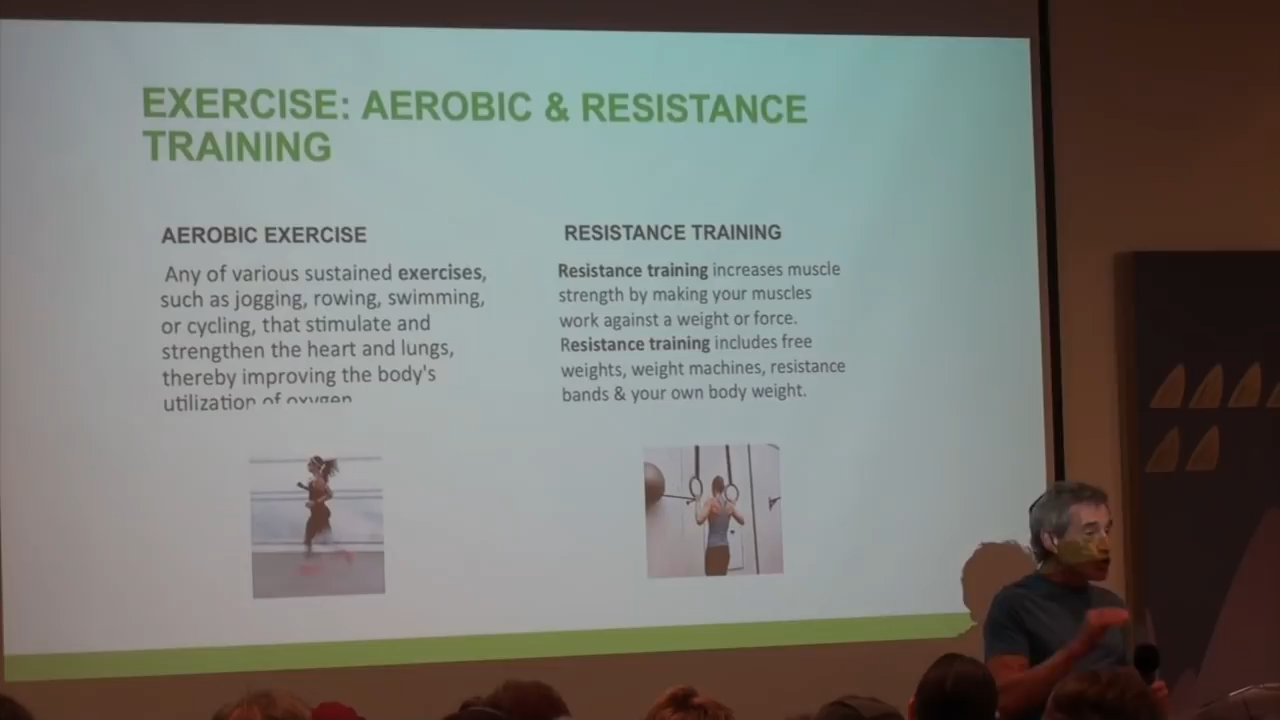 EXERCISE: AEROBIC & RESISTANCE
TRAINING
AEROBIC EXERCISE
Any of various sustained exercises,
such as jogging, rowing, swimming,
or cycling, that stimulate and
strengthen the heart and lungs,
thereby improving the body's
utilization of oxygen
RESISTANCE TRAINING
Resistance training increases muscle
strength by making your muscles
work against a weight or force.
Resistance training includes free
weights, weight machines, resistance
bands & your own body weight.